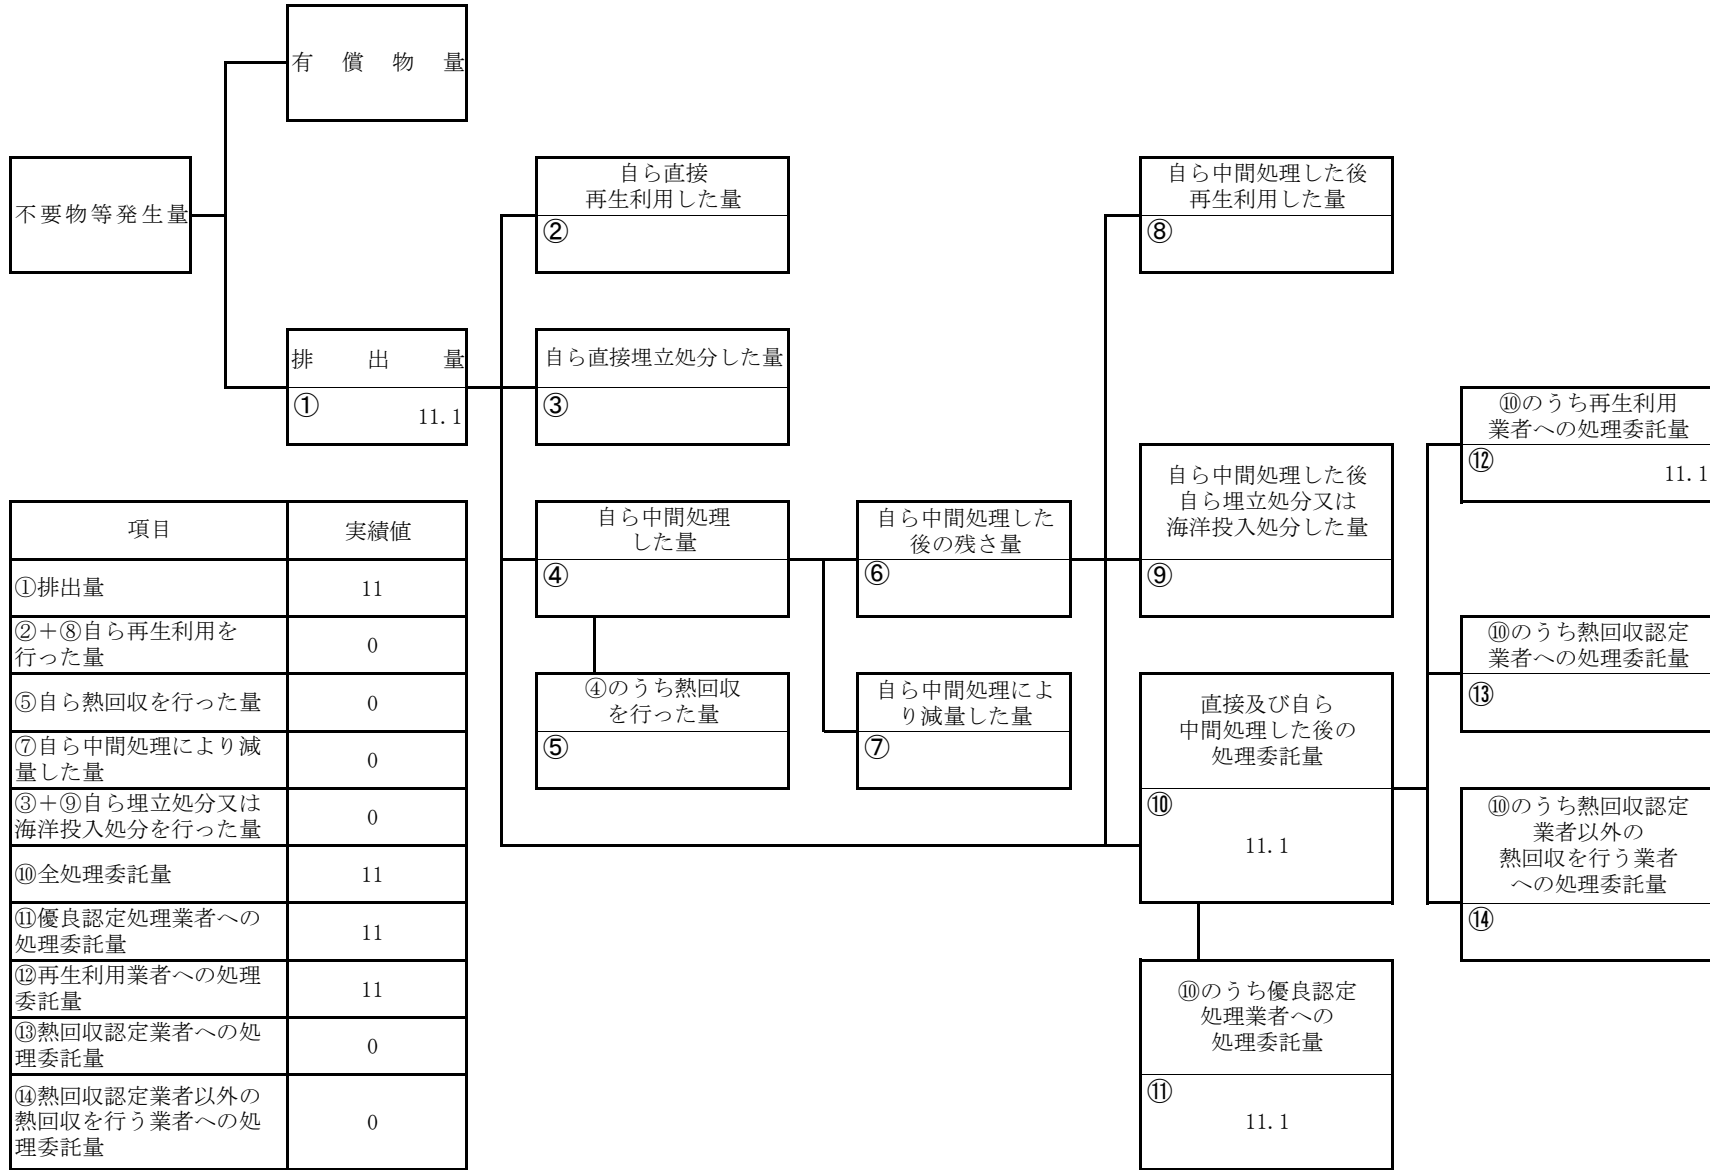 有償物量
不要物等発生量
排出量
①
11.1
自ら直接
再生利用した量
②
自ら直接埋立処分した量
③
自ら中間処理
した量
④
④のうち熱回収
を行った量
⑤
自ら中間処理した
後の残さ量
⑥
自ら中間処理によ
り減量した量
⑦
自ら中間処理した後
再生利用した量
⑧
自ら中間処理した後
自ら埋立処分又は
海洋投入処分した量
⑨
直接及び自ら
中間処理した後の
処理委託量
⑩
11.1
⑩のうち優良認定
処理業者への
処理委託量
⑪
11.1
⑩のうち再生利用
業者への処理委託量
⑫
11.1
⑩のうち熱回収認定
業者への処理委託量
⑬
⑩のうち熱回収認定
業者以外の
熱回収を行う業者
への処理委託量
⑭
項目 実績値
①排出量 11
②+⑧自ら再生利用を
行った量 0
⑤自ら熱回収を行った量 0
⑦自ら中間処理により減
量した量 0
③+⑨自ら埋立処分又は
海洋投入処分を行った量 0
⑩全処理委託量 11
⑪優良認定処理業者への
処理委託量 11
⑫再生利用業者への処理
委託量 11
⑬熱回収認定業者への処
理委託量 0
⑭熱回収認定業者以外の
熱回収を行う業者への処
理委託量 0